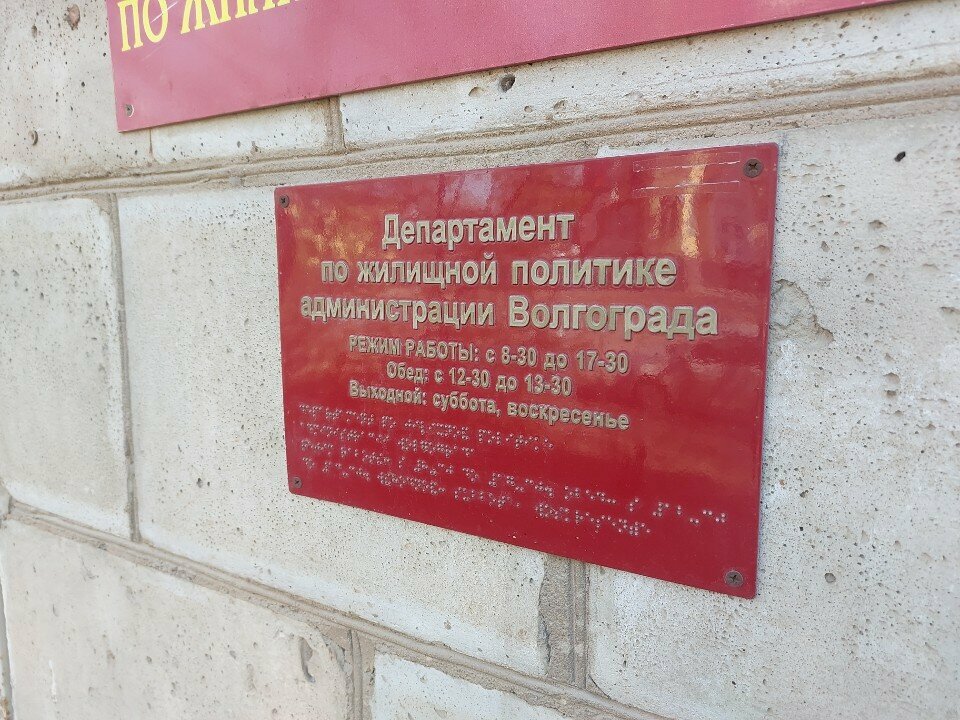 ПО
Департамент
по жилищной политике
администрации Волгограда
РЕЖИМ РАБОТЫ: с 8-30 до 17-30
Обед: с 12-30 до 13-30
Выходной: суббота, воскресенье